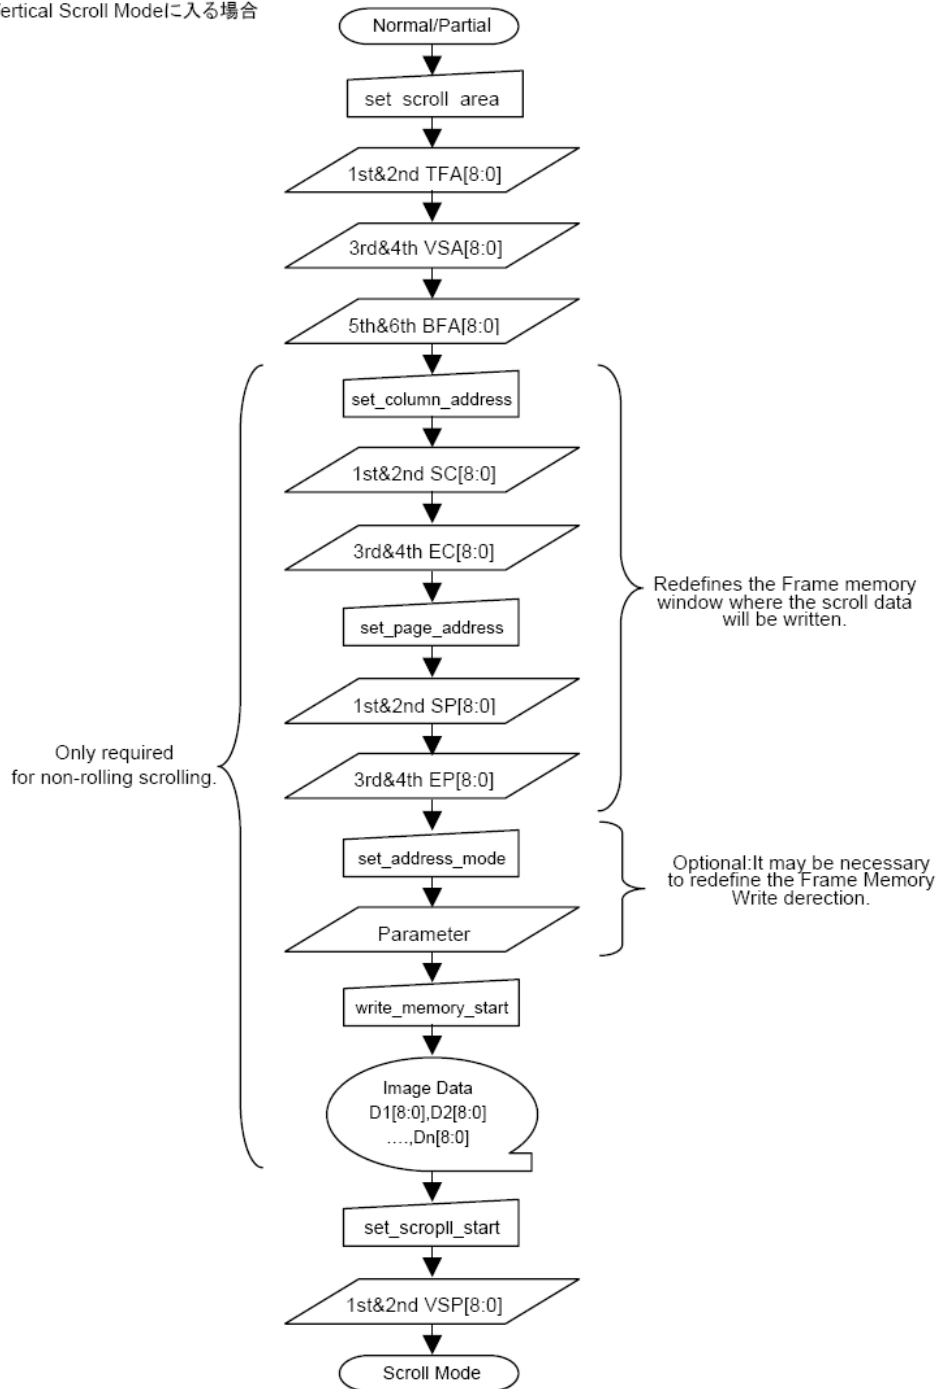 Vertical Scroll Modeに入る場合
Normal/Partial
set scroll area
1st&2nd TFA[8:0]
3rd&4th VSA[8:0]
5th&6th BFA[8:0]
set_column_address
1st&2nd SC[8:0]
3rd&4th EC[8:0]
set_page_address
1st&2nd SP[8:0]
3rd&4th EP[8:0]
Redefines the Frame memory
window where the scroll data
will be written.
Only required
for non-rolling scrolling.
set_address_mode
Parameter
Optional:It may be necessary
to redefine the Frame Memory
Write derection.
write_memory_start
Image Data
D1[8:0],D2[8:0]
....,Dn[8:0]
set_scropll_start
1st&2nd VSP[8:0]
Scroll Mode